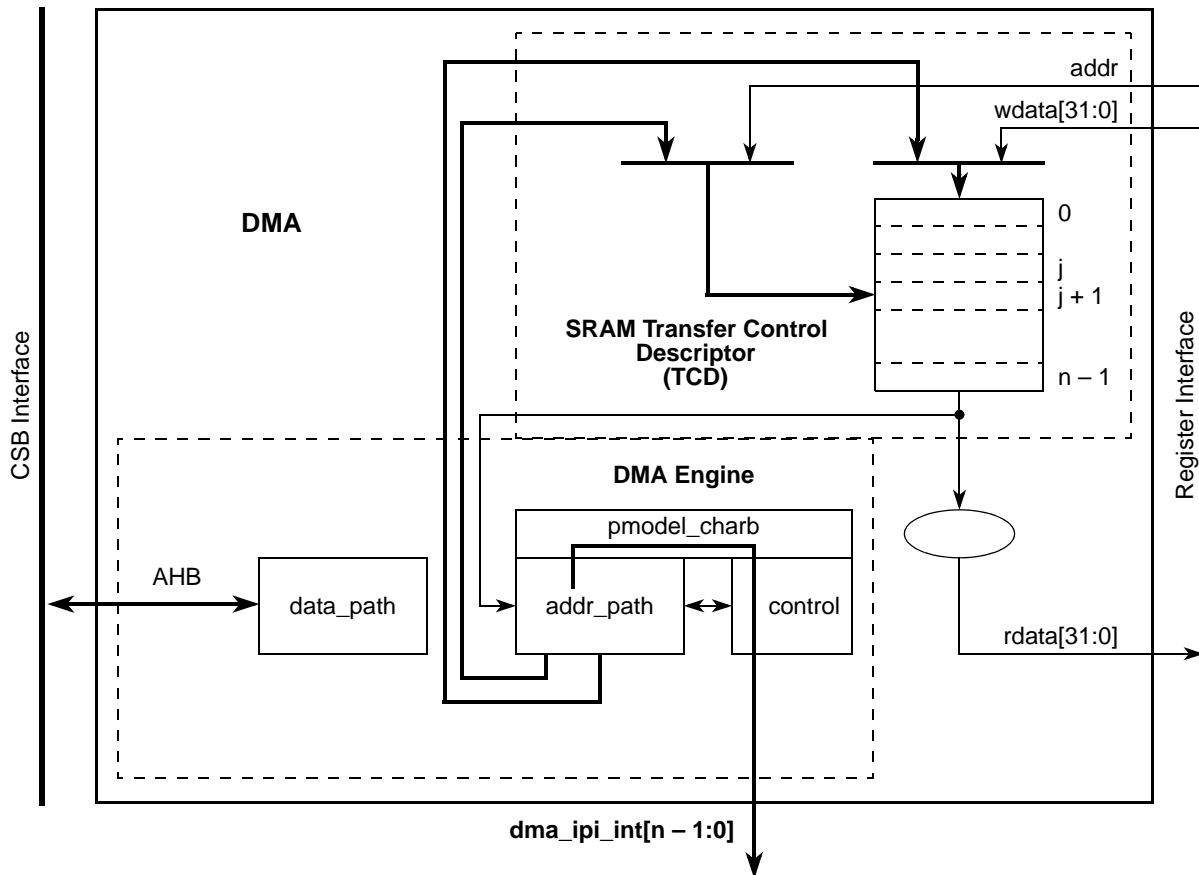 addr
wdata[31:0]
0
DMA
j
j + 1
SRAM Transfer Control
Descriptor
(TCD)
n – 1
CSB Interface
Register Interface
DMA Engine
pmodel_charb
AHB
data_path
addr_path
control
rdata[31:0]
dma_ipi_int[n – 1:0]